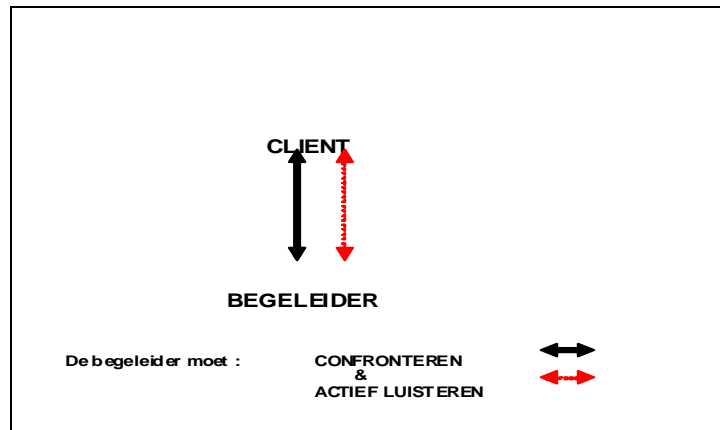 CLIENT
BEGELEIDER
De begeleider moet : CONFRONTEREN
&
ACTIEF LUISTEREN